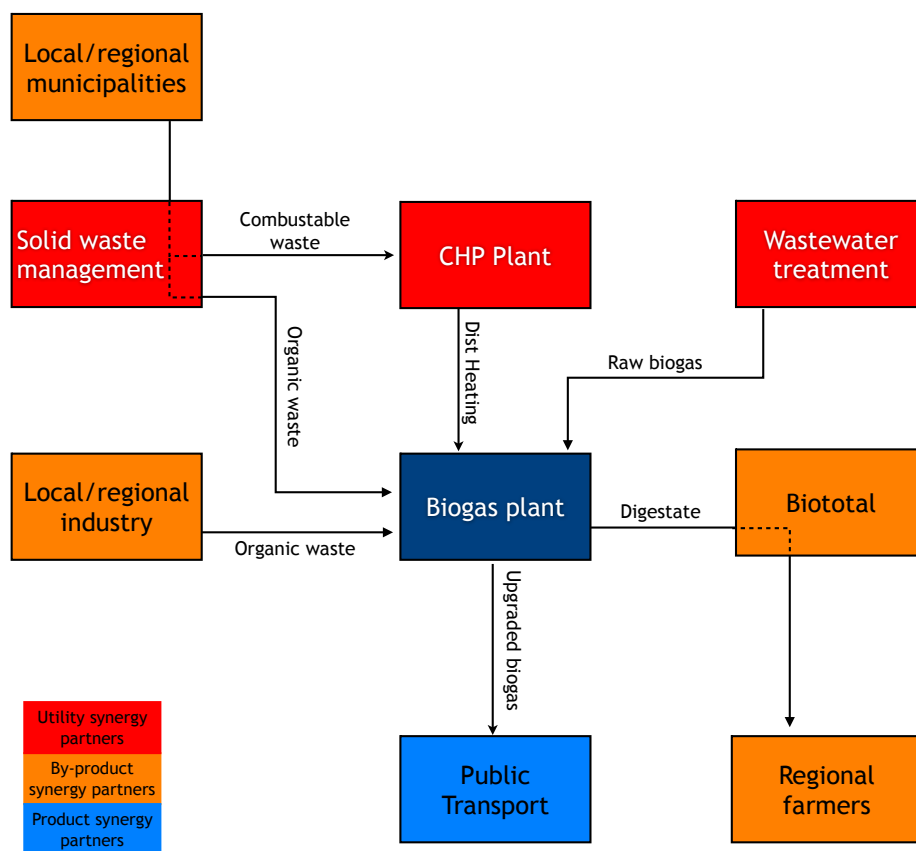 Local/regional
municipalities
Solid waste
management
Combustable
waste
CHP Plant
Wastewater
treatment
Organic waste
Dist Heating
Raw biogas
Local/regional
industry
Organic waste
Biogas plant
Digestate
Biototal
Upgraded biogas
Utility synergy
partners
By-product
synergy partners
Product synergy
partners
Public
Transport
Regional
farmers